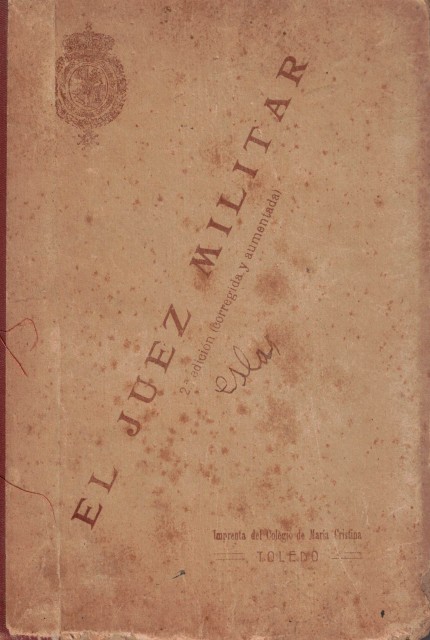 EL JUEZ MILITAR
2.ª edición (corregida y aumentada)
Imprenta del Colegio de María Cristina
TOLEDO